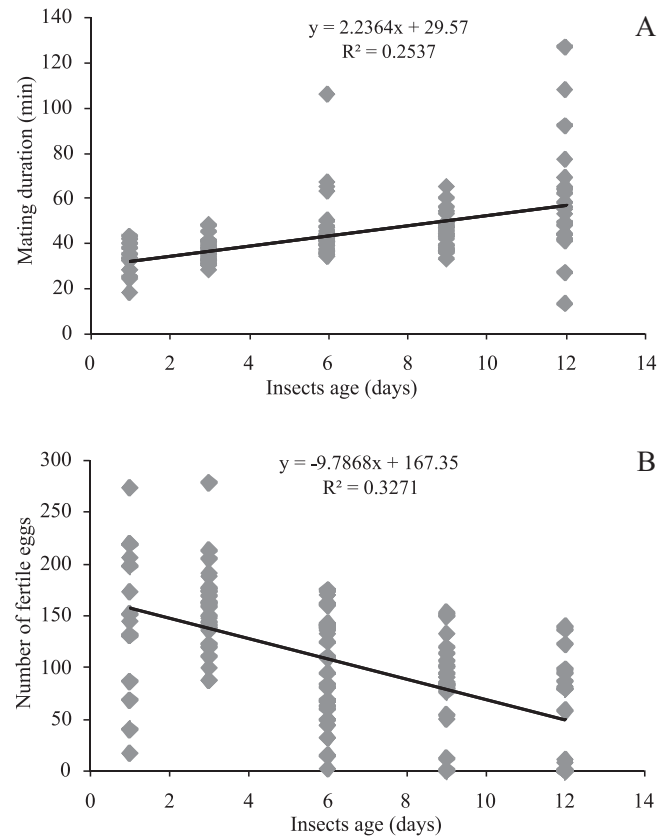 A
y = 2.2364x + 29.57
R² = 0.2537
Mating duration (min)
140
120
100
80
60
40
20
0
0 2 4 6 8 10 12 14
Insects age (days)
B
y = -9.7868x + 167.35
R² = 0.3271
Number of fertile eggs
300
250
200
150
100
50
0
0 2 4 6 8 10 12 14
Insects age (days)